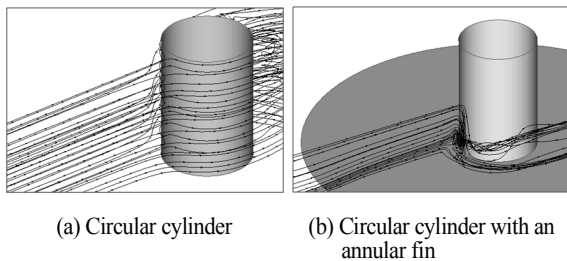 (a) Circular cylinder
(b) Circular cylinder with an
annular fin